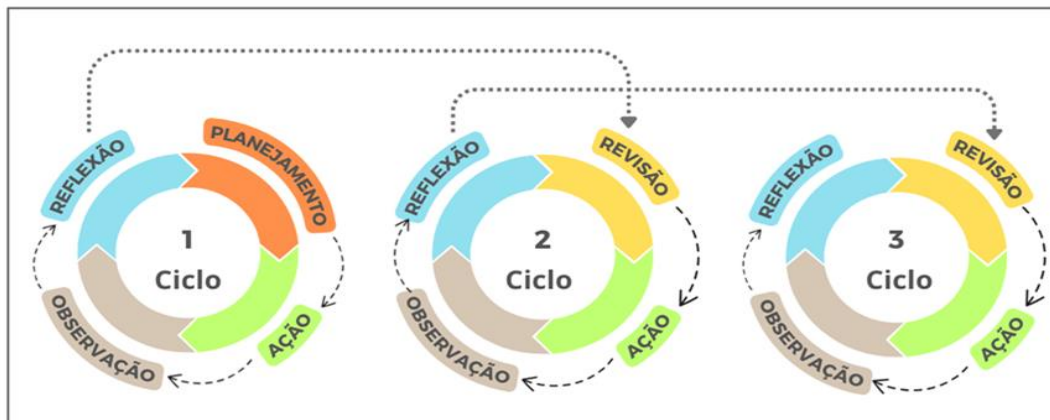 PLANEJAMENTO
AÇÃO
OBSERVAÇÃO
REFLEXÃO
1
Ciclo
REVISÃO
AÇÃO
OBSERVAÇÃO
REFLEXÃO
2
Ciclo
REVISÃO
AÇÃO
OBSERVAÇÃO
REFLEXÃO
3
Ciclo